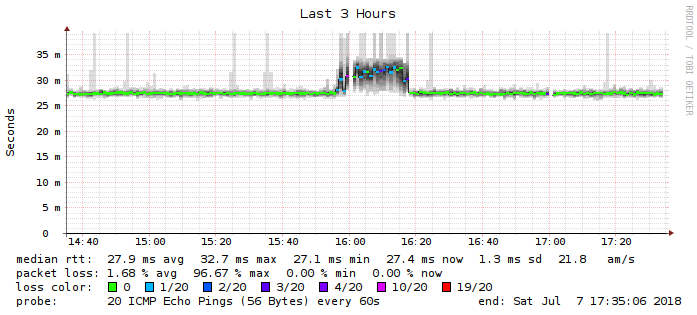 Last 3 Hours
RRDTOOL / TOBI OETIKER
Seconds
35 m
30 m
25 m
20 m
15 m
10 m
5 m
0
14:40 15:00 15:20 15:40 16:00 16:20 16:40 17:00 17:20
median rtt: 27.9 ms avg 32.7 ms max 27.1 ms min 27.4 ms now 1.3 ms sd 21.8 am/s
packet loss: 1.68 % avg 96.67 % max 0.00 % min 0.00 % now
loss color: 0 1/20 2/20 3/20 4/20 10/20 19/20
probe: 20 ICMP Echo Pings (56 Bytes) every 60s end: Sat Jul 7 17:35:06 2018